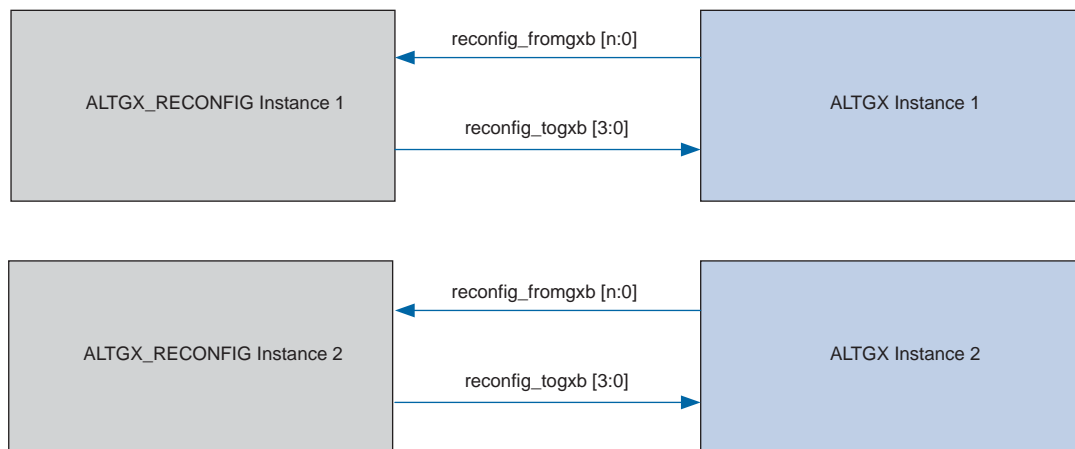 reconfig_fromgxb [n:0]
ALTGX_RECONFIG Instance 1
ALTGX Instance 1
reconfig_togxb [3:0]
reconfig_fromgxb [n:0]
ALTGX_RECONFIG Instance 2
ALTGX Instance 2
reconfig_togxb [3:0]